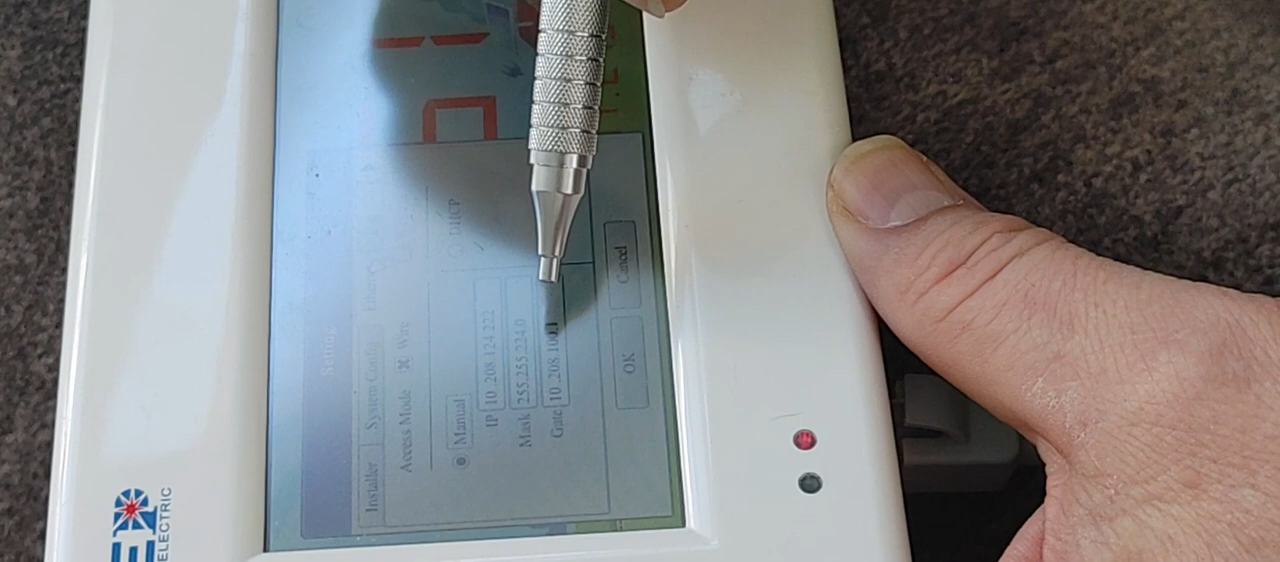 Settings
Installer System Config Ethernet
Access Mode Wire
Manual DHCP
IP 10 .208.124.222
Mask 255.255.224.0
Gate 10 .208.100.1
OK Cancel
ELECTRIC